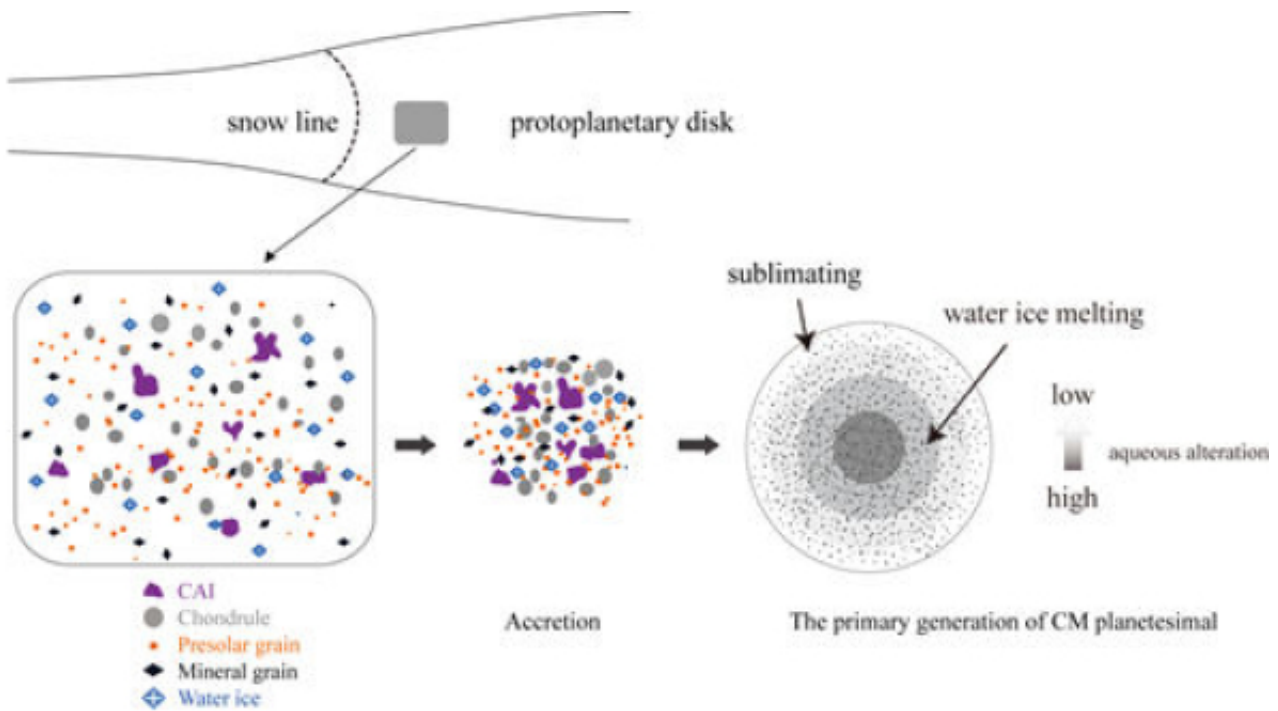 snow line
protoplanetary disk
sublimating
water ice melting
low
aqueous alteration
high
CAI
Chondrule
Presolar grain
Mineral grain
Water ice
Accretion
The primary generation of CM planetesimal